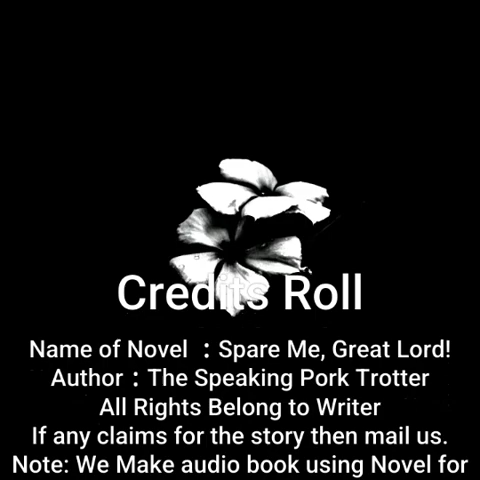 Credits Roll
Name of Novel ：Spare Me, Great Lord!
Author：The Speaking Pork Trotter
All Rights Belong to Writer
If any claims for the story then mail us.
Note: We Make audio book using Novel for